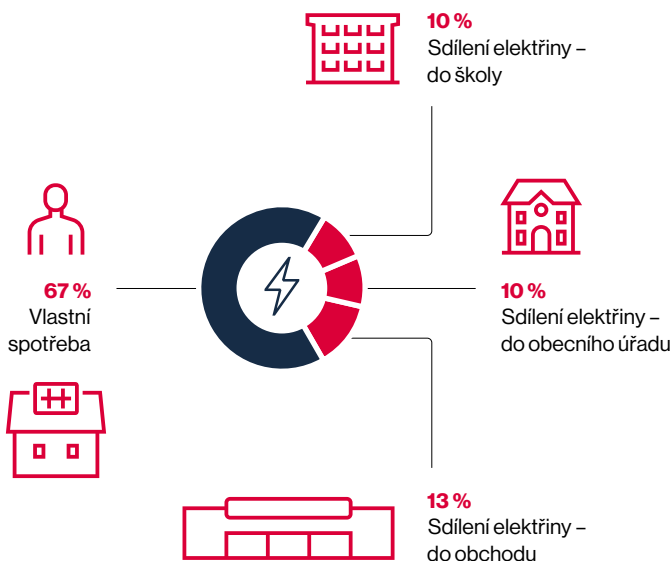 10 %
Sdílení elektřiny –
do školy
67 %
Vlastní
spotřeba
10 %
Sdílení elektřiny –
do obecního úřadu
13 %
Sdílení elektřiny –
do obchodu